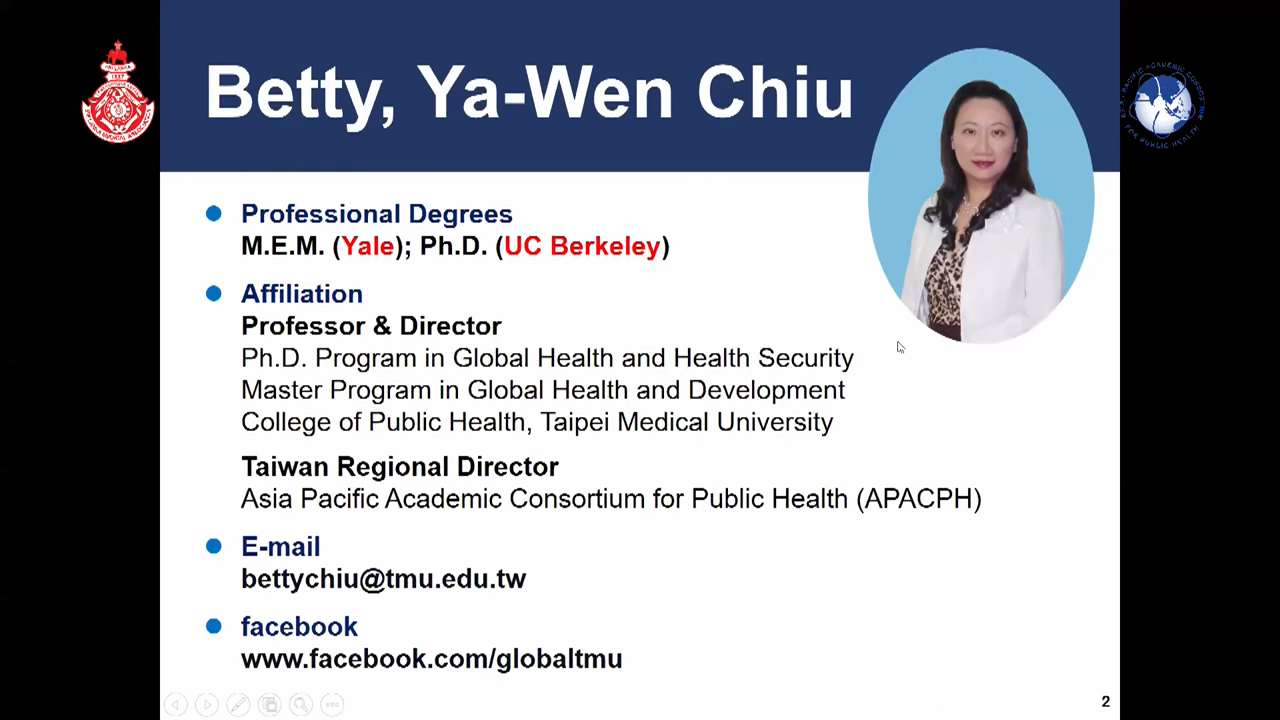 Betty, Ya-Wen Chiu
Professional Degrees
M.E.M. (Yale); Ph.D. (UC Berkeley)
Affiliation
Professor & Director
Ph.D. Program in Global Health and Health Security
Master Program in Global Health and Development
College of Public Health, Taipei Medical University
Taiwan Regional Director
Asia Pacific Academic Consortium for Public Health (APACPH)
E-mail
bettychiu@tmu.edu.tw
facebook
www.facebook.com/globaltmu
2